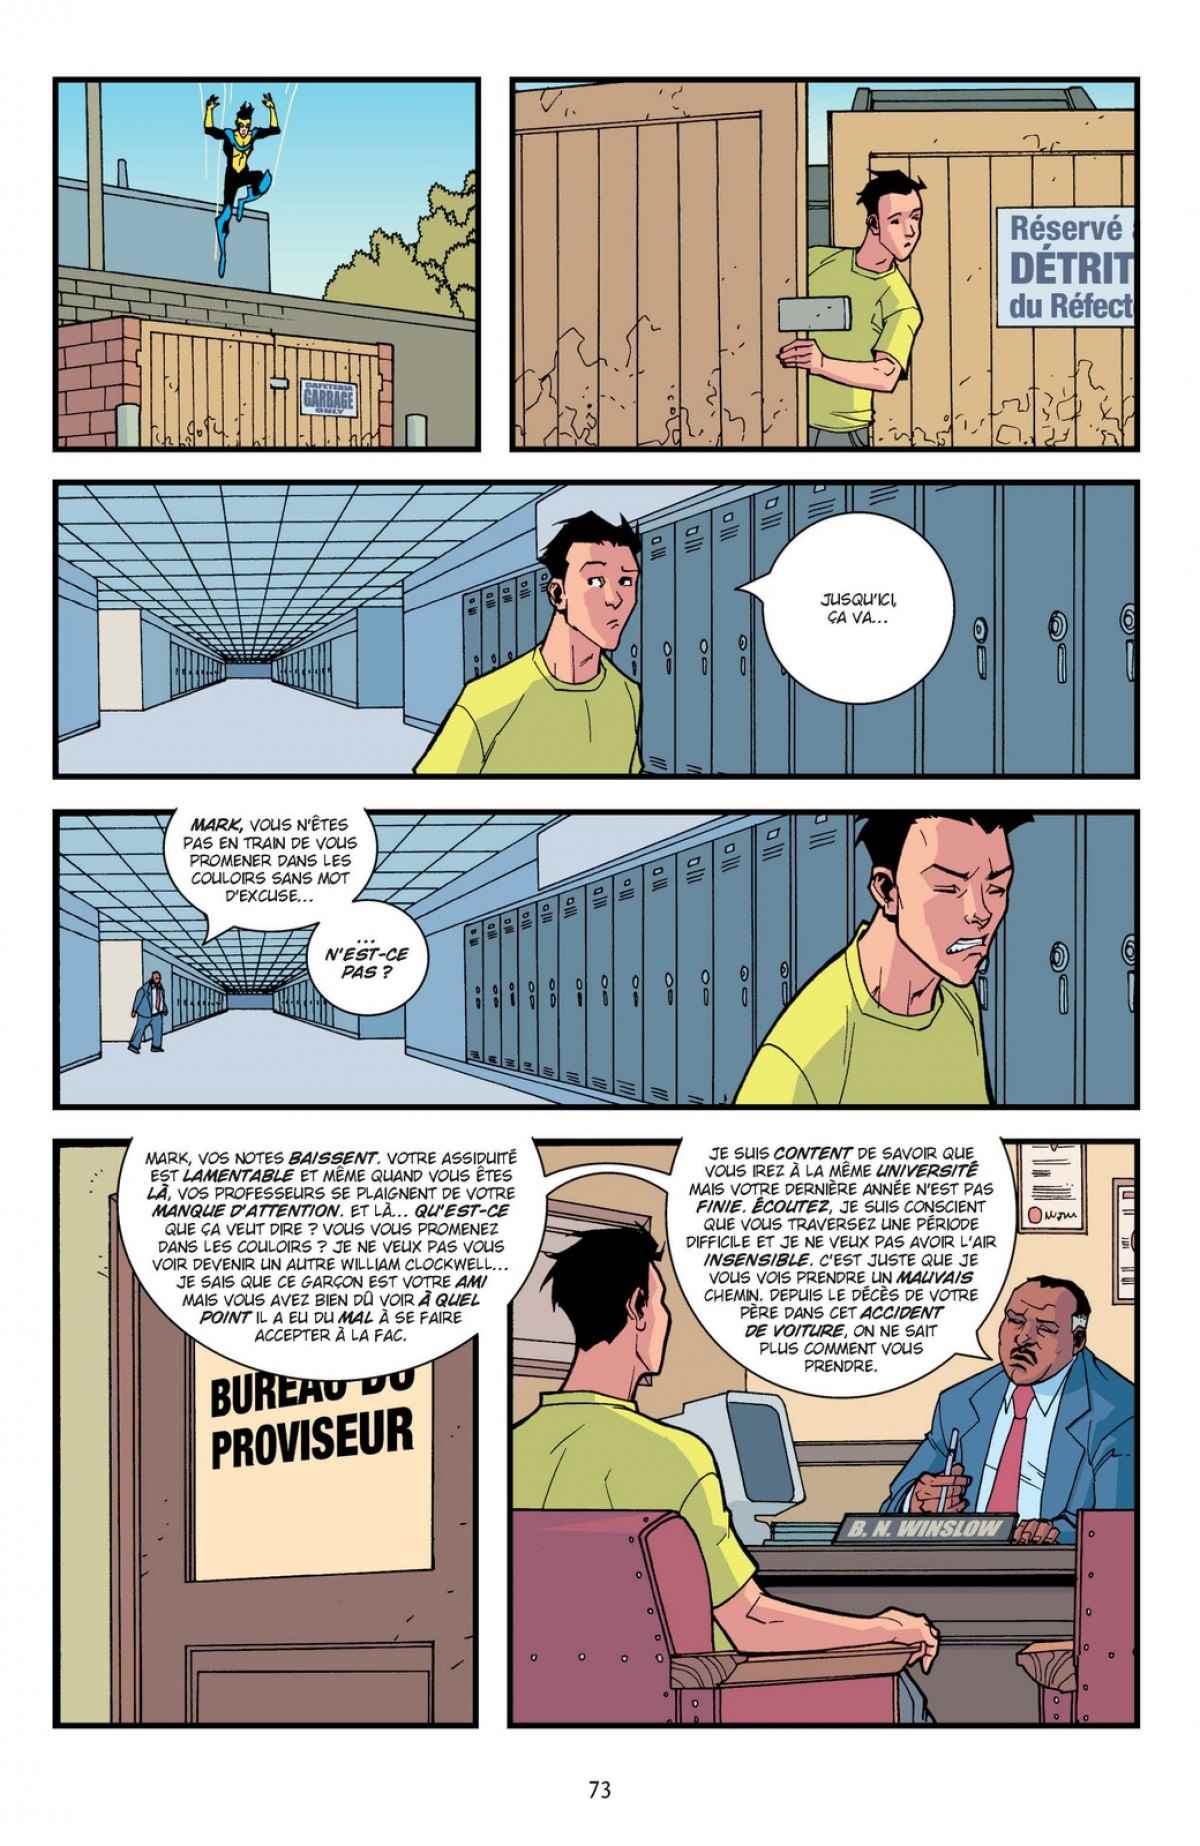 CAFETERIA
GARBAGE
ONLY
Réservé
DÉTRIT
du Réfect
JUSQU'ICI,
ÇA VA...
MARK, VOUS N'ÊTES
PAS EN TRAIN DE VOUS
PROMENER DANS LES
COULOIRS SANS MOT
D'EXCUSE...
...
N'EST-CE
PAS ?
MARK, VOS NOTES BAISSENT. VOTRE ASSIDUITÉ
EST LAMENTABLE ET MÊME QUAND VOUS ÊTES
LÀ, VOS PROFESSEURS SE PLAIGNENT DE VOTRE
MANQUE D'ATTENTION. ET LÀ... QU'EST-CE
QUE ÇA VEUT DIRE ? VOUS VOUS PROMENEZ
DANS LES COULOIRS ? JE NE VEUX PAS VOUS
VOIR DEVENIR UN AUTRE WILLIAM CLOCKWELL...
JE SAIS QUE CE GARÇON EST VOTRE AMI
MAIS VOUS AVEZ BIEN DÛ VOIR À QUEL
POINT IL A EU DU MAL À SE FAIRE
ACCEPTER À LA FAC.
BUREAU DU
PROVISEUR
JE SUIS CONTENT DE SAVOIR QUE
VOUS IREZ À LA MÊME UNIVERSITÉ
MAIS VOTRE DERNIÈRE ANNÉE N'EST PAS
FINIE. ÉCOUTEZ, JE SUIS CONSCIENT
QUE VOUS TRAVERSEZ UNE PÉRIODE
DIFFICILE ET JE NE VEUX PAS AVOIR L'AIR
INSENSIBLE. C'EST JUSTE QUE JE
VOUS VOIS PRENDRE UN MAUVAIS
CHEMIN. DEPUIS LE DÉCÈS DE VOTRE
PÈRE DANS CET ACCIDENT
DE VOITURE, ON NE SAIT
PLUS COMMENT VOUS
PRENDRE.
B. N. WINSLOW
73